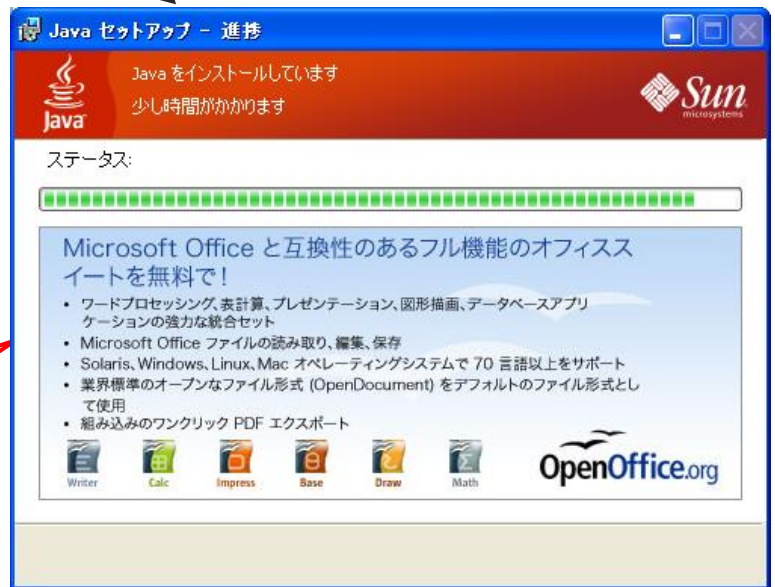 Java セットアップ - 進捗
Java をインストールしています
少し時間がかかります
Java
Sun
microsystems
ステータス:
Microsoft Office と互換性のあるフル機能のオフィスス
イートを無料で！
• ワードプロセッシング、表計算、プレゼンテーション、図形描画、データベースアプリ
ケーションの強力な統合セット
• Microsoft Office ファイルの読み取り、編集、保存
• Solaris、Windows、Linux、Mac オペレーティングシステムで 70 言語以上をサポート
• 業界標準のオープンなファイル形式 (OpenDocument) をデフォルトのファイル形式とし
て使用
• 組み込みのワンクリック PDF エクスポート
Writer Calc Impress Base Draw Math
OpenOffice.org